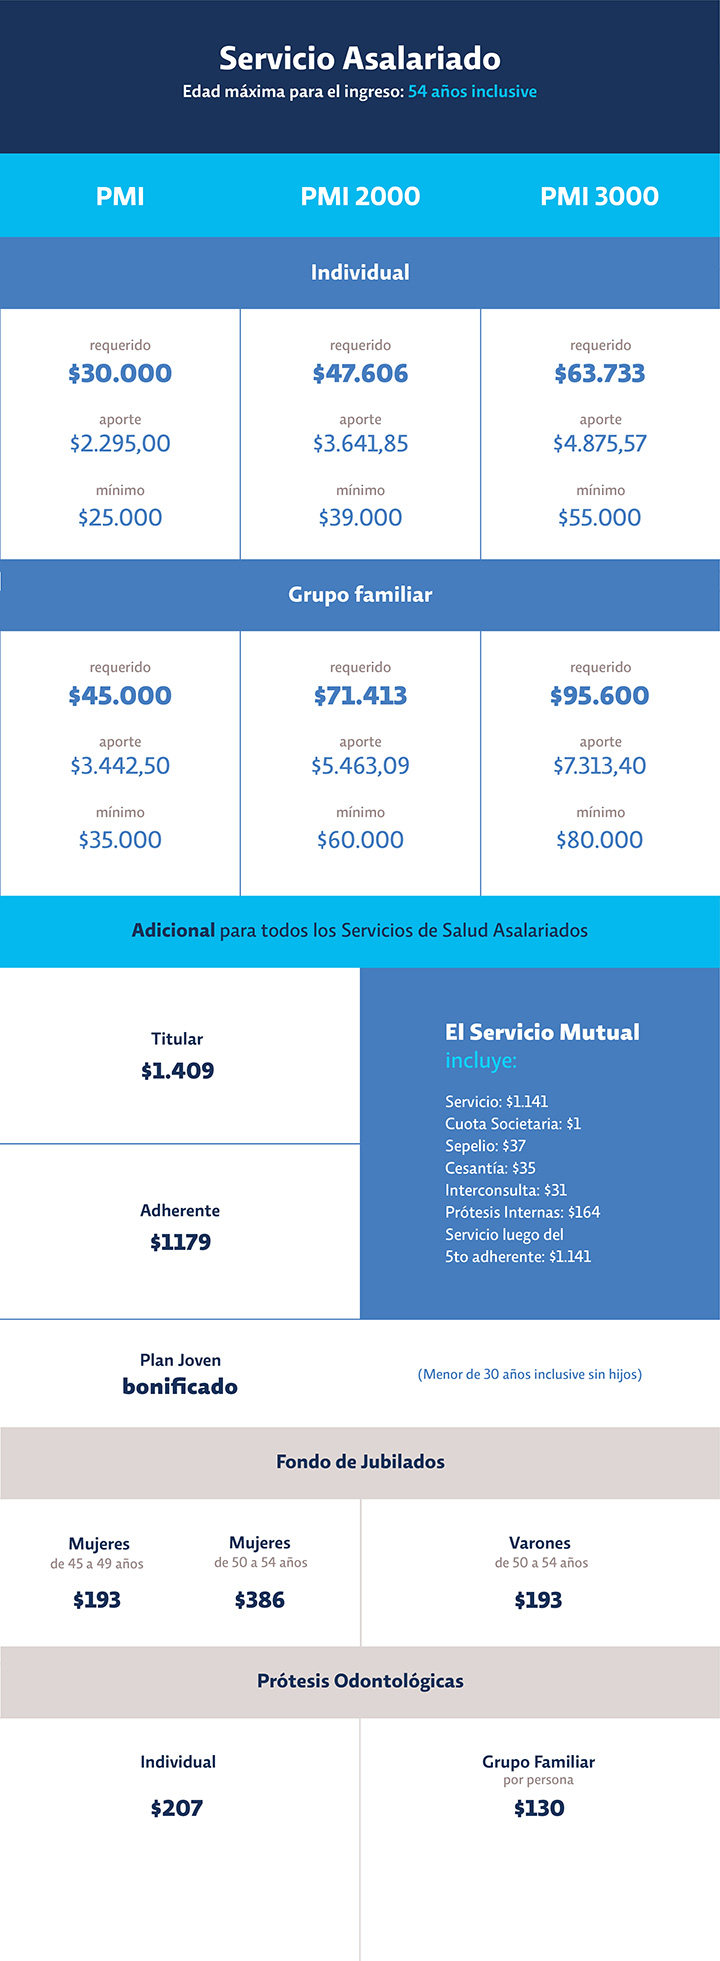 Servicio Asalariado
Edad máxima para el ingreso: 54 años inclusive
PMI
PMI 2000
PMI 3000
Individual
requerido
$30.000
aporte
$2.295,00
mínimo
$25.000
requerido
$47.606
aporte
$3.641,85
mínimo
$39.000
requerido
$63.733
aporte
$4.875,57
mínimo
$55.000
Grupo familiar
requerido
$45.000
aporte
$3.442,50
mínimo
$35.000
requerido
$71.413
aporte
$5.463,09
mínimo
$60.000
requerido
$95.600
aporte
$7.313,40
mínimo
$80.000
Adicional para todos los Servicios de Salud Asalariados
Titular
$1.409
Adherente
$1179
El Servicio Mutual
incluye:
Servicio: $1.141
Cuota Societaria: $1
Sepelio: $37
Cesantía: $35
Interconsulta: $31
Prótesis Internas: $164
Servicio luego del
5to adherente: $1.141
Plan Joven
bonificado
(Menor de 30 años inclusive sin hijos)
Fondo de Jubilados
Mujeres
de 45 a 49 años
$193
Mujeres
de 50 a 54 años
$386
Varones
de 50 a 54 años
$193
Prótesis Odontológicas
Individual
$207
Grupo Familiar
por persona
$130